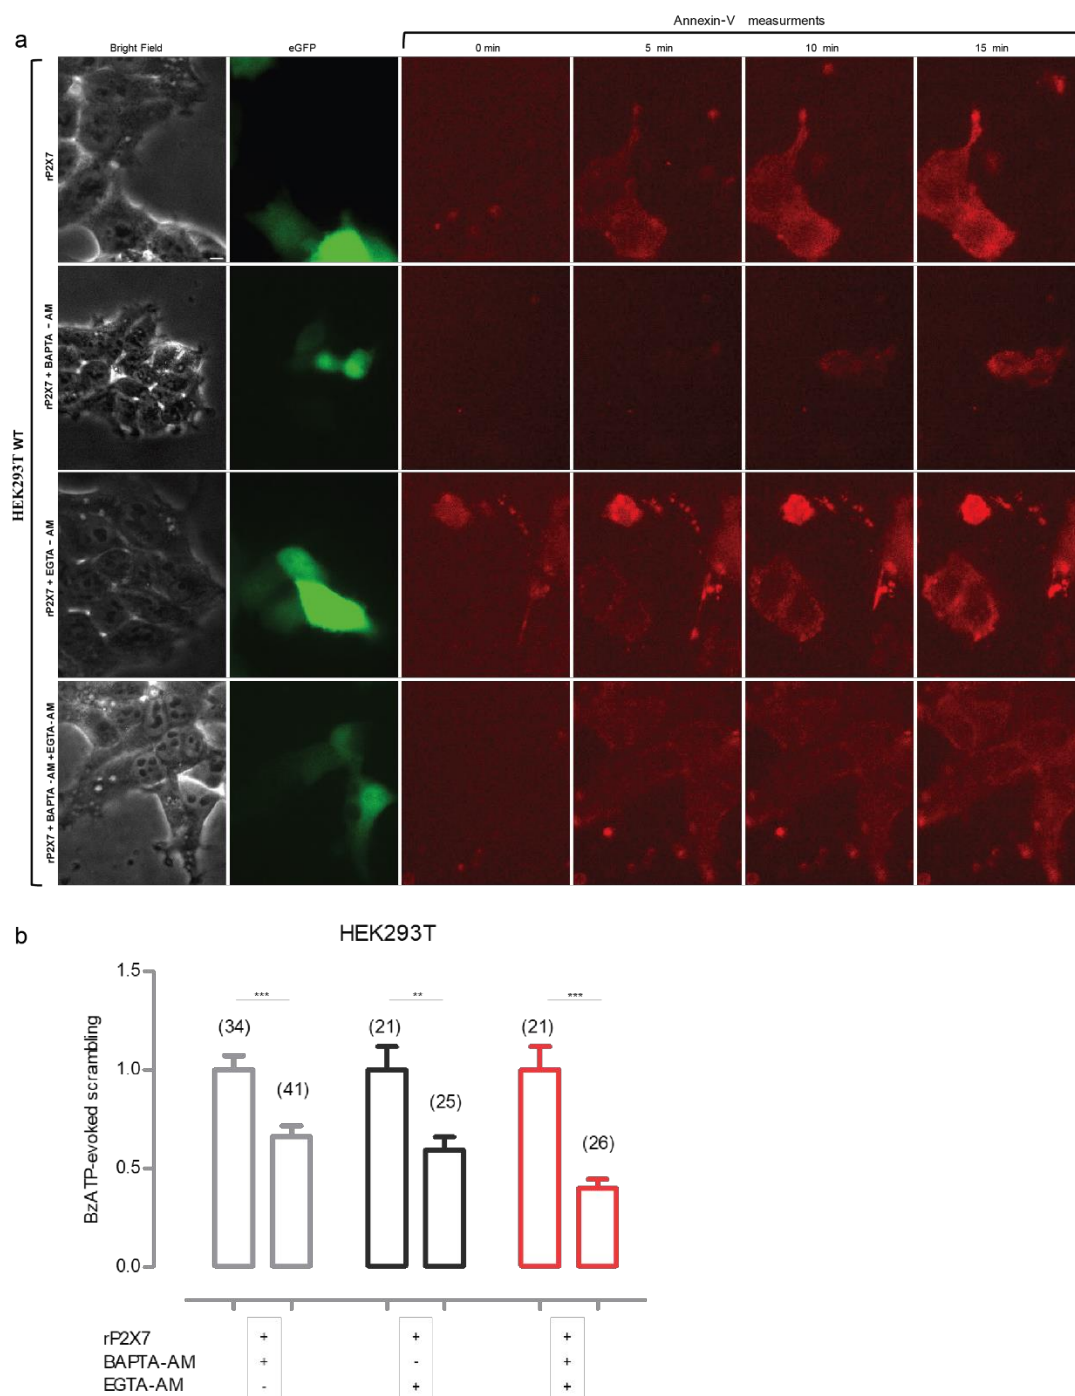 a
Annexin-V measurments
Bright Field
eGFP
0 min
5 min
10 min
15 min
HEK293T WT
rP2X7
rP2X7 + BAPTA - AM
rP2X7 + EGTA - AM
rP2X7 + BAPTA -AM +EGTA-AM
b
HEK293T
BzATP-evoked scrambling
1.5
1.0
0.5
0.0
*** ** ***
(34) (41) (21) (25) (21) (26)
rP2X7 + + +
BAPTA-AM + - +
EGTA-AM - + +